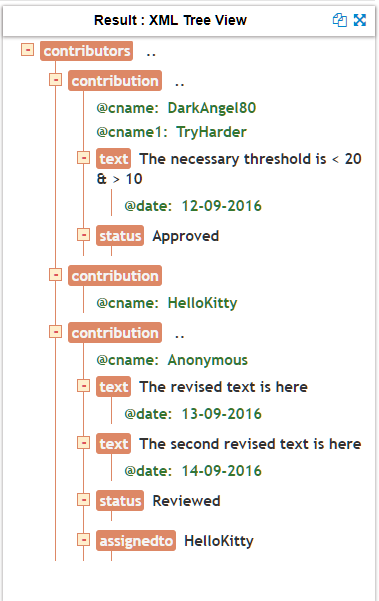 Result : XML Tree View
- contributors ..
- contribution ..
@cname: DarkAngel80
@cname1: TryHarder
- text The necessary threshold is < 20
& > 10
@date: 12-09-2016
- status Approved
- contribution
@cname: HelloKitty
- contribution ..
@cname: Anonymous
- text The revised text is here
@date: 13-09-2016
- text The second revised text is here
@date: 14-09-2016
- status Reviewed
- assignedto HelloKitty